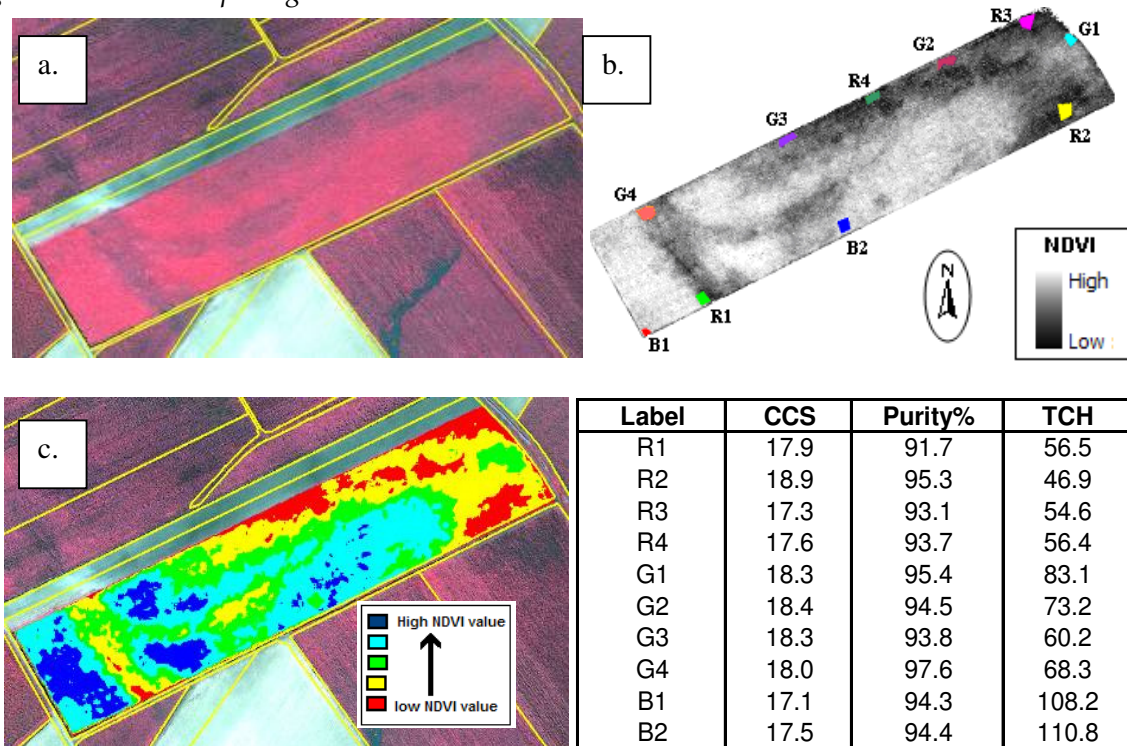 a.
b.
R3
G1
G2
R4
G3
R2
G4
B2
N
R1
B1
NDVI
High
Low
c.
High NDVI value
low NDVI value
Label CCS Purity% TCH
R1 17.9 91.7 56.5
R2 18.9 95.3 46.9
R3 17.3 93.1 54.6
R4 17.6 93.7 56.4
G1 18.3 95.4 83.1
G2 18.4 94.5 73.2
G3 18.3 93.8 60.2
G4 18.0 97.6 68.3
B1 17.1 94.3 108.2
B2 17.5 94.4 110.8